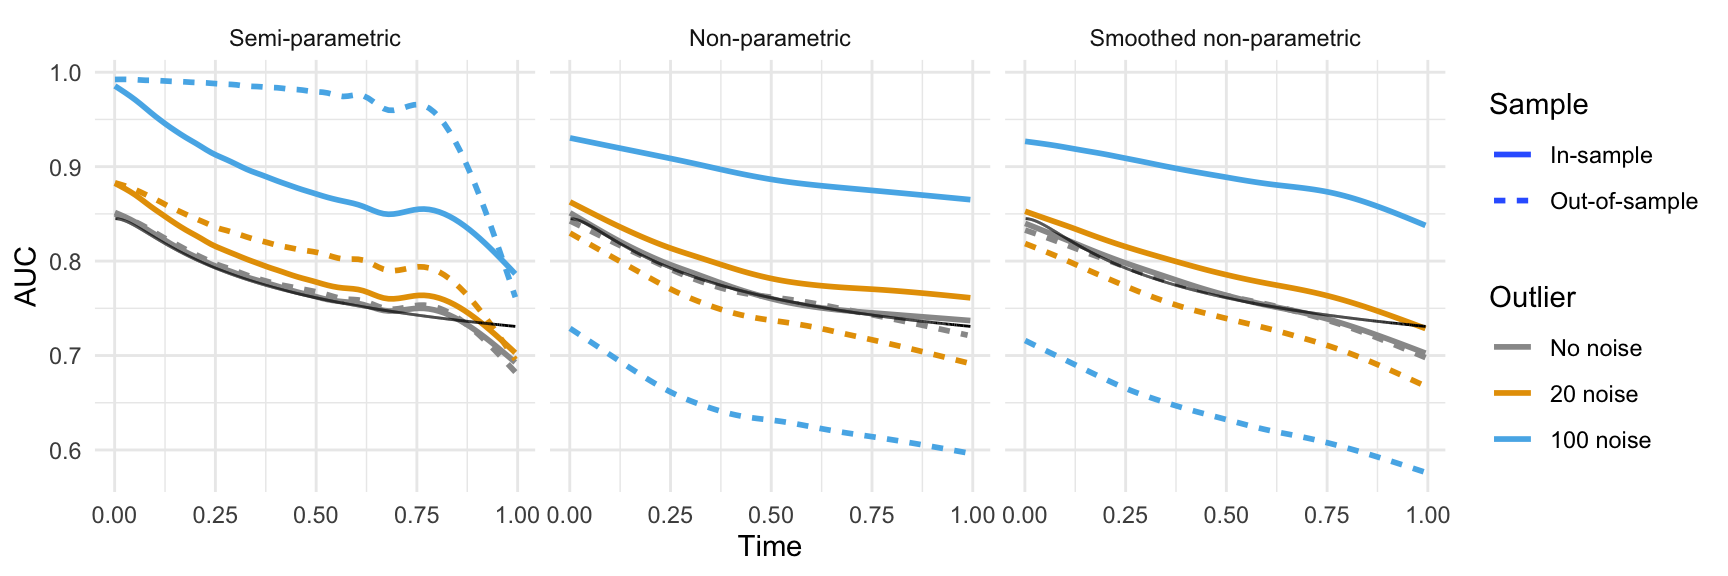 Semi-parametric
Non-parametric
Smoothed non-parametric
AUC
1.0
0.9
0.8
0.7
0.6
0.00 0.25 0.50 0.75 1.00
0.00 0.25 0.50 0.75 1.00
0.00 0.25 0.50 0.75 1.00
Time
Sample
In-sample
Out-of-sample
Outlier
No noise
20 noise
100 noise